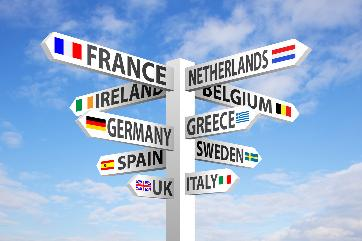 FRANCE
NETHERLANDS
IRELAND
BELGIUM
GERMANY
GREECE
SPAIN
SWEDEN
UK
ITALY